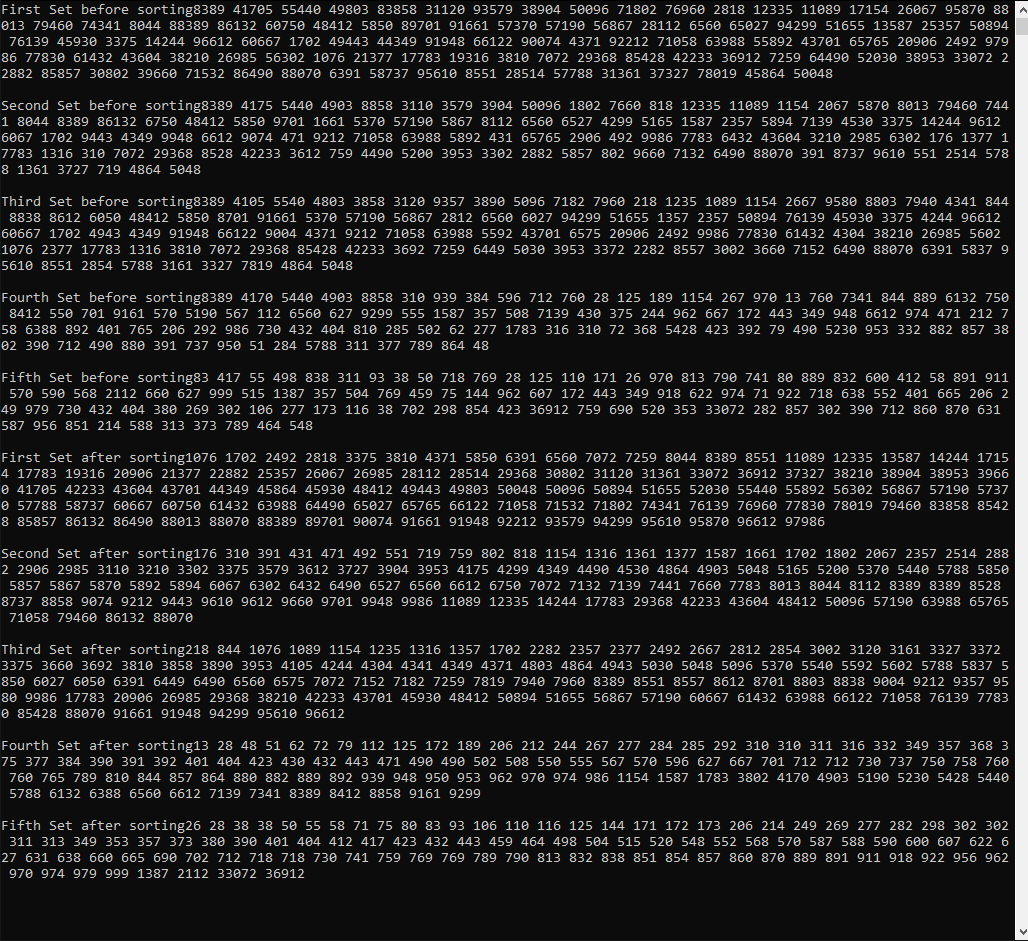 First Set before sorting8389 41705 55440 49803 83858 31120 93579 38904 50096 71802 76960 2818 12335 11089 17154 26067 95870 88
013 79460 74341 8044 88389 86132 60750 48412 5850 89701 91661 57370 57190 56867 28112 6560 65027 94299 51655 13587 25357 50894
 76139 45930 3375 14244 96612 60667 1702 49443 44349 91948 66122 90074 4371 92212 71058 63988 55892 43701 65765 20906 2492 979
86 77830 61432 43604 38210 26985 56302 1076 21377 17783 19316 3810 7072 29368 85428 42233 36912 7259 64490 52030 38953 33072 2
2882 85857 30802 39660 71532 86490 88070 6391 58737 95610 8551 28514 57788 31361 37327 78019 45864 50048
Second Set before sorting8389 4175 5440 4903 8858 3110 3579 3904 50096 1802 7660 818 12335 11089 1154 2067 5870 8013 79460 744
1 8044 8389 86132 6750 48412 5850 9701 1661 5370 57190 5867 8112 6560 6527 4299 5165 1587 2357 5894 7139 4530 3375 14244 9612
6067 1702 9443 4349 9948 6612 9074 471 9212 71058 63988 5892 431 65765 2906 492 9986 7783 6432 43604 3210 2985 6302 176 1377 1
7783 1316 310 7072 29368 8528 42233 3612 759 4490 5200 3953 3302 2882 5857 802 9660 7132 6490 88070 391 8737 9610 551 2514 578
8 1361 3727 719 4864 5048
Third Set before sorting8389 4105 5540 4803 3858 3120 9357 3890 5096 7182 7960 218 1235 1089 1154 2667 9580 8803 7940 4341 844
 8838 8612 6050 48412 5850 8701 91661 5370 57190 56867 2812 6560 6027 94299 51655 1357 2357 50894 76139 45930 3375 4244 96612
60667 1702 4943 4349 91948 66122 9004 4371 9212 71058 63988 5592 43701 6575 20906 2492 9986 77830 61432 4304 38210 26985 5602
1076 2377 17783 1316 3810 7072 29368 85428 42233 3692 7259 6449 5030 3953 3372 2282 8557 3002 3660 7152 6490 88070 6391 5837 9
5610 8551 2854 5788 3161 3327 7819 4864 5048
Fourth Set before sorting8389 4170 5440 4903 8858 310 939 384 596 712 760 28 125 189 1154 267 970 13 760 7341 844 889 6132 750
 8412 550 701 9161 570 5190 567 112 6560 627 9299 555 1587 357 508 7139 430 375 244 962 667 172 443 349 948 6612 974 471 212 7
58 6388 892 401 765 206 292 986 730 432 404 810 285 502 62 277 1783 316 310 72 368 5428 423 392 79 490 5230 953 332 882 857 38
02 390 712 490 880 391 737 950 51 284 5788 311 377 789 864 48
Fifth Set before sorting83 417 55 498 838 311 93 38 50 718 769 28 125 110 171 26 970 813 790 741 80 889 832 600 412 58 891 911
 570 590 568 2112 660 627 999 515 1387 357 504 769 459 75 144 962 607 172 443 349 918 622 974 71 922 718 638 552 401 665 206 2
49 979 730 432 404 380 269 302 106 277 173 116 38 702 298 854 423 36912 759 690 520 353 33072 282 857 302 390 712 860 870 631
587 956 851 214 588 313 373 789 464 548
First Set after sorting1076 1702 2492 2818 3375 3810 4371 5850 6391 6560 7072 7259 8044 8389 8551 11089 12335 13587 14244 1715
4 17783 19316 20906 21377 22882 25357 26067 26985 28112 28514 29368 30802 31120 31361 33072 36912 37327 38210 38904 38953 3966
0 41705 42233 43604 43701 44349 45864 45930 48412 49443 49803 50048 50096 50894 51655 52030 55440 55892 56302 56867 57190 5737
0 57788 58737 60667 60750 61432 63988 64490 65027 65765 66122 71058 71532 71802 74341 76139 76960 77830 78019 79460 83858 8542
8 85857 86132 86490 88013 88070 88389 89701 90074 91661 91948 92212 93579 94299 95610 95870 96612 97986
Second Set after sorting176 310 391 431 471 492 551 719 759 802 818 1154 1316 1361 1377 1587 1661 1702 1802 2067 2357 2514 288
2 2906 2985 3110 3210 3302 3375 3579 3612 3727 3904 3953 4175 4299 4349 4490 4530 4864 4903 5048 5165 5200 5370 5440 5788 5850
 5857 5867 5870 5892 5894 6067 6302 6432 6490 6527 6560 6612 6750 7072 7132 7139 7441 7660 7783 8013 8044 8112 8389 8389 8528
8737 8858 9074 9212 9443 9610 9612 9660 9701 9948 9986 11089 12335 14244 17783 29368 42233 43604 48412 50096 57190 63988 65765
 71058 79460 86132 88070
Third Set after sorting218 844 1076 1089 1154 1235 1316 1357 1702 2282 2357 2377 2492 2667 2812 2854 3002 3120 3161 3327 3372
3375 3660 3692 3810 3858 3890 3953 4105 4244 4304 4341 4349 4371 4803 4864 4943 5030 5048 5096 5370 5540 5592 5602 5788 5837 5
850 6027 6050 6391 6449 6490 6560 6575 7072 7152 7182 7259 7819 7940 7960 8389 8551 8557 8612 8701 8803 8838 9004 9212 9357 95
80 9986 17783 20906 26985 29368 38210 42233 43701 45930 48412 50894 51655 56867 57190 60667 61432 63988 66122 71058 76139 7783
0 85428 88070 91661 91948 94299 95610 96612
Fourth Set after sorting13 28 48 51 62 72 79 112 125 172 189 206 212 244 267 277 284 285 292 310 310 311 316 332 349 357 368 3
75 377 384 390 391 392 401 404 423 430 432 443 471 490 490 502 508 550 555 567 570 596 627 667 701 712 712 730 737 750 758 760
 760 765 789 810 844 857 864 880 882 889 892 939 948 950 953 962 970 974 986 1154 1587 1783 3802 4170 4903 5190 5230 5428 5440
 5788 6132 6388 6560 6612 7139 7341 8389 8412 8858 9161 9299
Fifth Set after sorting26 28 38 38 50 55 58 71 75 80 83 93 106 110 116 125 144 171 172 173 206 214 249 269 277 282 298 302 302
 311 313 349 353 357 373 380 390 401 404 412 417 423 432 443 459 464 498 504 515 520 548 552 568 570 587 588 590 600 607 622 6
27 631 638 660 665 690 702 712 718 718 730 741 759 769 769 789 790 813 832 838 851 854 857 860 870 889 891 911 918 922 956 962
 970 974 979 999 1387 2112 33072 36912